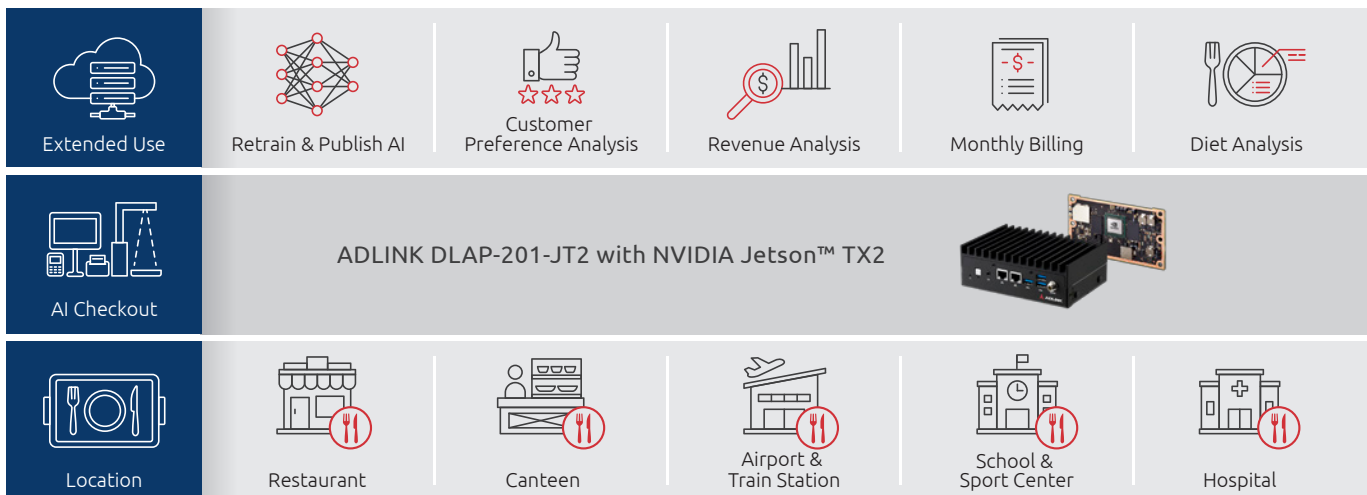 Extended Use
Retrain & Publish AI
Customer
Preference Analysis
Revenue Analysis
$
Monthly Billing
- $ -
Diet Analysis
AI Checkout
ADLINK DLAP-201-JT2 with NVIDIA Jetson™ TX2
ADLINK
Location
Restaurant
Canteen
Airport &
Train Station
School &
Sport Center
Hospital